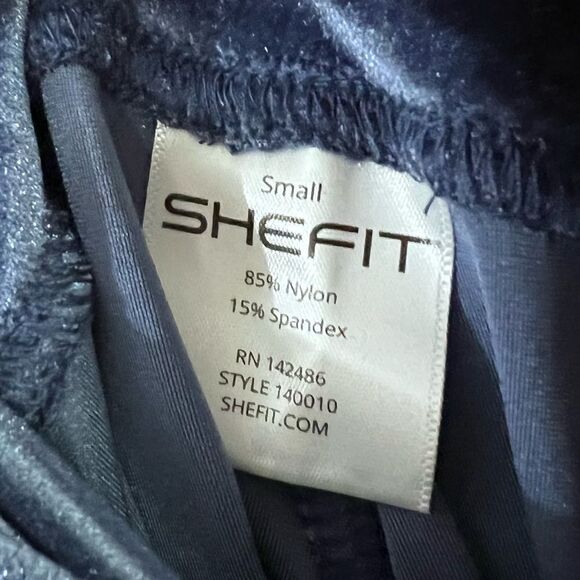 Small
SHEFIT
85% Nylon
15% Spandex
RN 142486
STYLE 140010
SHEFIT.COM